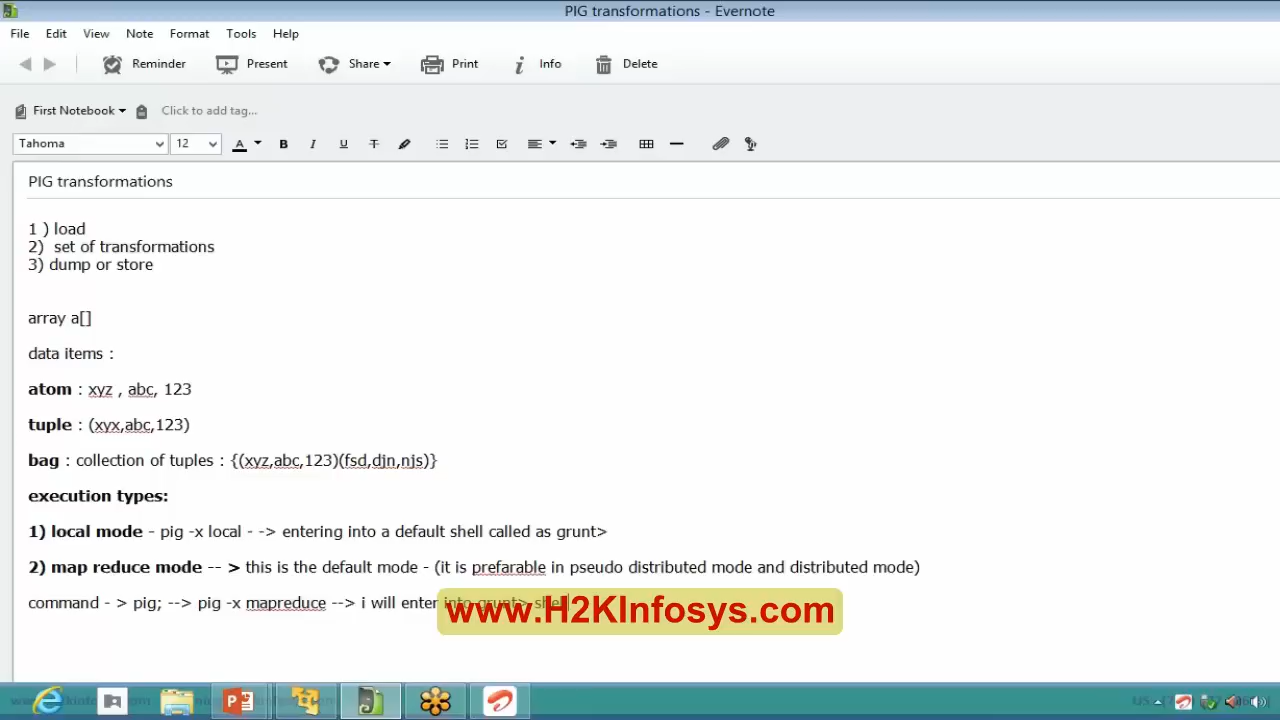 PIG transformations - Evernote
File Edit View Note Format Tools Help
Reminder Present Share Print Info Delete
First Notebook Click to add tag...
Tahoma 12 A B I U T
PIG transformations
1 ) load
2) set of transformations
3) dump or store
array a[]
data items :
atom : xyz , abc, 123
tuple : (xyx,abc,123)
bag : collection of tuples : {(xyz,abc,123)(fsd,djn,njs)}
execution types:
1) local mode - pig -x local - -> entering into a default shell called as grunt>
2) map reduce mode -- > this is the default mode - (it is prefarable in pseudo distributed mode and distributed mode)
command - > pig; --> pig -x mapreduce --> i will enter into grunt> shel
www.H2KInfosys.com